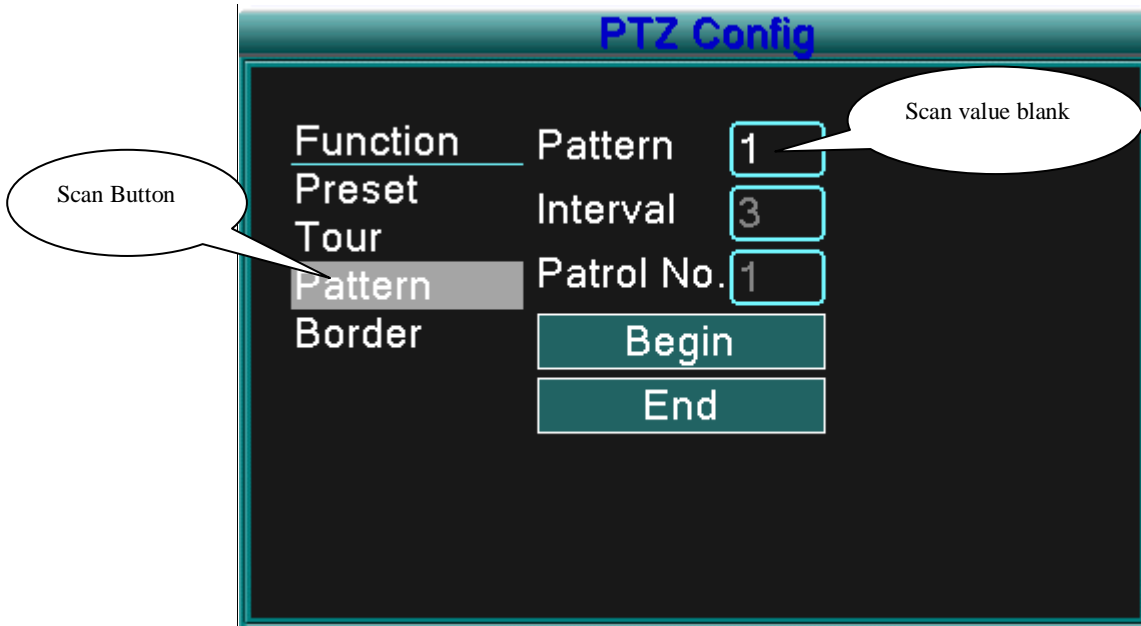 PTZ Config
Scan value blank
Function
Pattern
1
Scan Button
Preset
Interval
3
Tour
Pattern
Patrol No.
1
Border
Begin
End